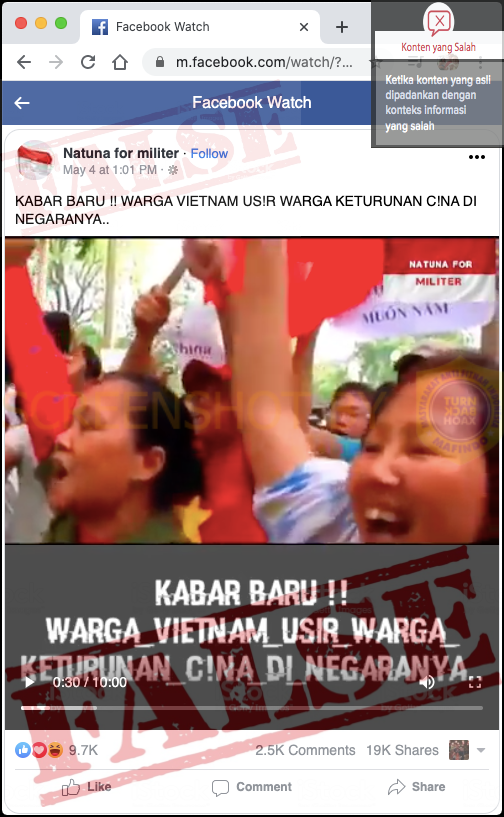 Facebook Watch
m.facebook.com/watch/?...
Konten yang Salah
Ketika konten yang asli
dipadankan dengan
konteks informasi
yang salah
Facebook Watch
Natuna for militer · Follow
May 4 at 1:01 PM ·
KABAR BARU !! WARGA VIETNAM US!R WARGA KETURUNAN C!NA DI
NEGARANYA..
NATUNA FOR
MILITER
MUÔN NĂM
china
SCREENSHOT
TURN
BACK
HOAX
MAFINDO
KABAR BARU !!
WARGA_VIETNAM_USIR_WARGA_
KETURUNAN_C!NA_DI_NEGARANYA
0:30 / 10:00
9.7K
2.5K Comments
19K Shares
Like
Comment
Share
FALSE
FALSE